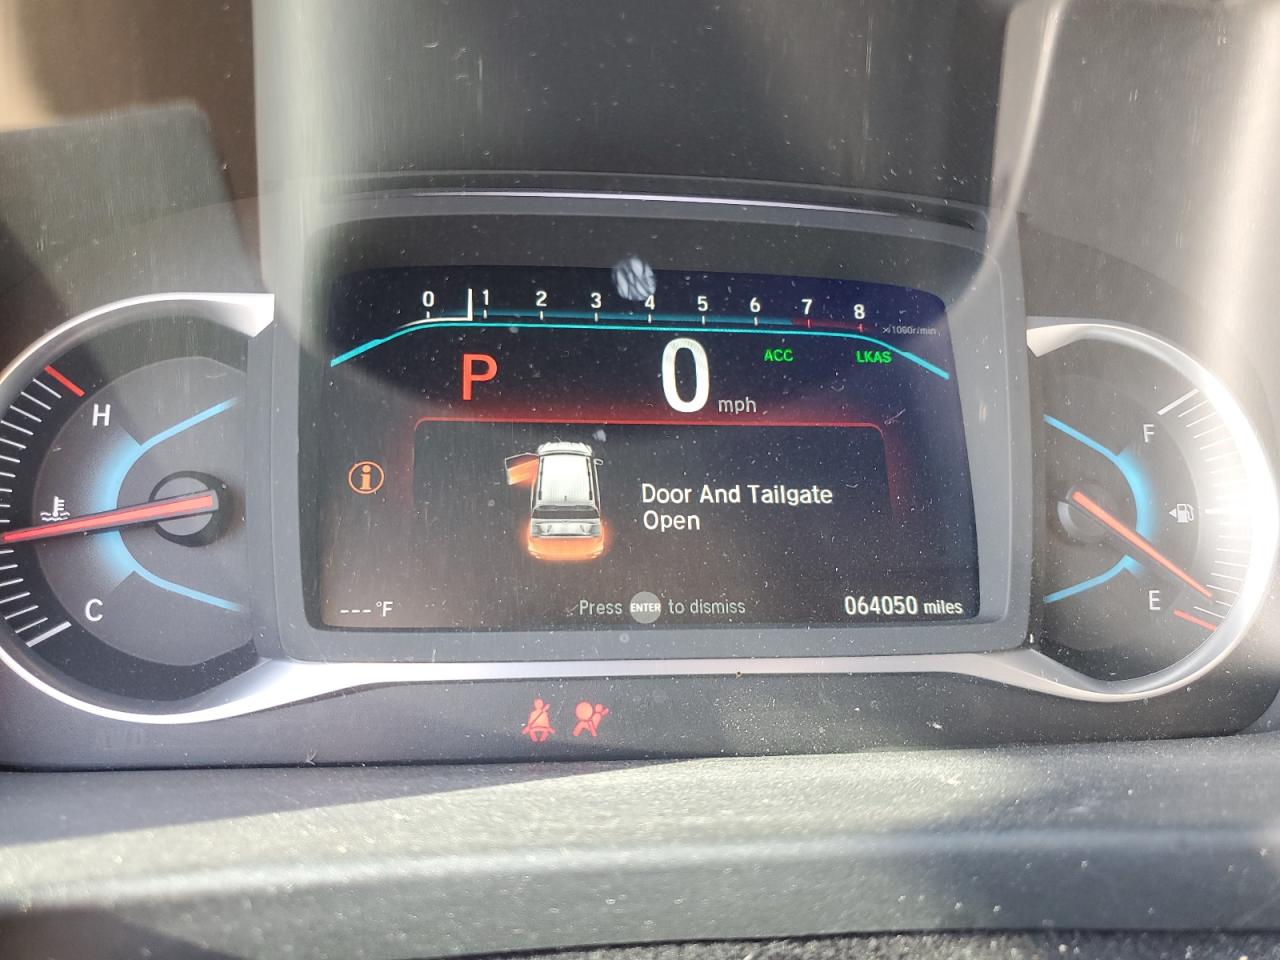 0 1 2 3 4 5 6 7 8
x1000r/min
P 0 mph ACC LKAS
H
C
F
E
Door And Tailgate
Open
---°F Press ENTER to dismiss 064050 miles